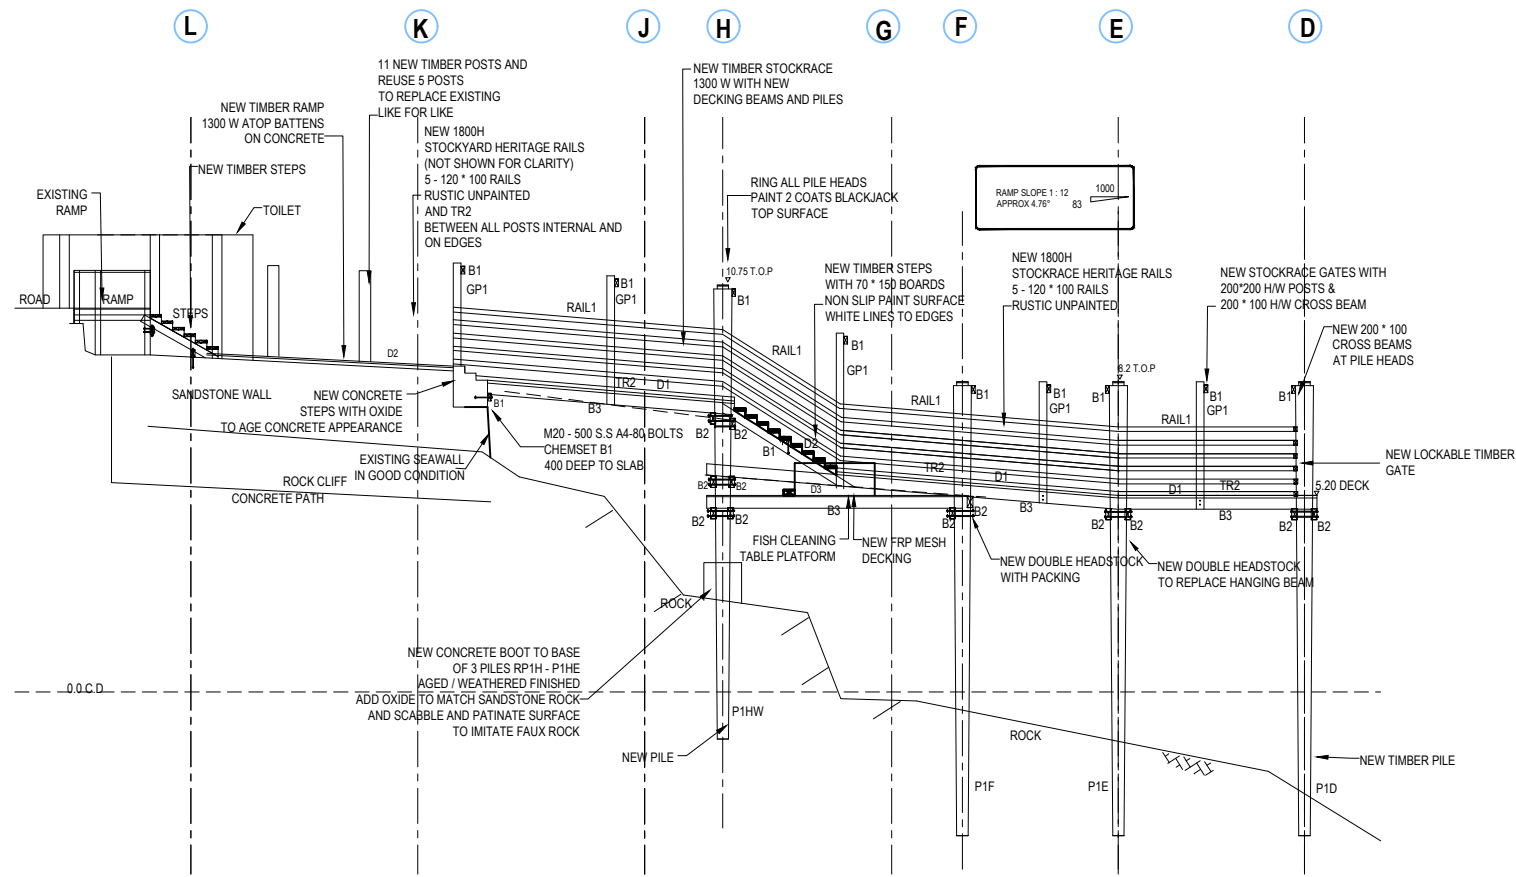 L
K
J
H
G
F
E
D
11 NEW TIMBER POSTS AND
REUSE 5 POSTS
TO REPLACE EXISTING
LIKE FOR LIKE
NEW TIMBER STOCKRACE
1300 W WITH NEW
DECKING BEAMS AND PILES
NEW TIMBER RAMP
1300 W ATOP BATTENS
ON CONCRETE
NEW 1800H
STOCKYARD HERITAGE RAILS
(NOT SHOWN FOR CLARITY)
5 - 120 * 100 RAILS
RUSTIC UNPAINTED
AND TR2
BETWEEN ALL POSTS INTERNAL AND
ON EDGES
NEW TIMBER STEPS
EXISTING
RAMP
TOILET
RING ALL PILE HEADS
PAINT 2 COATS BLACKJACK
TOP SURFACE
RAMP SLOPE 1 : 12
APPROX 4.76°
83
1000
NEW TIMBER STEPS
WITH 70 * 150 BOARDS
NON SLIP PAINT SURFACE
WHITE LINES TO EDGES
NEW 1800H
STOCKRACE HERITAGE RAILS
5 - 120 * 100 RAILS
RUSTIC UNPAINTED
NEW STOCKRACE GATES WITH
200*200 H/W POSTS &
200 * 100 H/W CROSS BEAM
NEW 200 * 100
CROSS BEAMS
AT PILE HEADS
10.75 T.O.P
B1
GP1
B1
GP1
B1
ROAD
RAMP
STEPS
RAIL1
RAIL1
B1
GP1
6.2 T.O.P
D2
TR2
D1
B3
RAIL1
B1
B1
GP1
B1
B1
GP1
B1
RAIL1
SANDSTONE WALL
NEW CONCRETE
STEPS WITH OXIDE
TO AGE CONCRETE APPEARANCE
B1
M20 - 500 S.S A4-80 BOLTS
CHEMSET B1
400 DEEP TO SLAB
B2
B2
B1
D2
EXISTING SEAWALL
IN GOOD CONDITION
ROCK CLIFF
CONCRETE PATH
B2
B2
D3
TR2
D1
D1
TR2
5.20 DECK
NEW LOCKABLE TIMBER
GATE
B2
B2
B3
B2
B2
B3
B2
B2
B3
B2
B2
FISH CLEANING
TABLE PLATFORM
NEW FRP MESH
DECKING
NEW DOUBLE HEADSTOCK
WITH PACKING
NEW DOUBLE HEADSTOCK
TO REPLACE HANGING BEAM
ROCK
NEW CONCRETE BOOT TO BASE
OF 3 PILES RP1H - P1HE
AGED / WEATHERED FINISHED
ADD OXIDE TO MATCH SANDSTONE ROCK
AND SCABBLE AND PATINATE SURFACE
TO IMITATE FAUX ROCK
0.0 C.D
P1HW
NEW PILE
ROCK
NEW TIMBER PILE
P1F
P1E
P1D